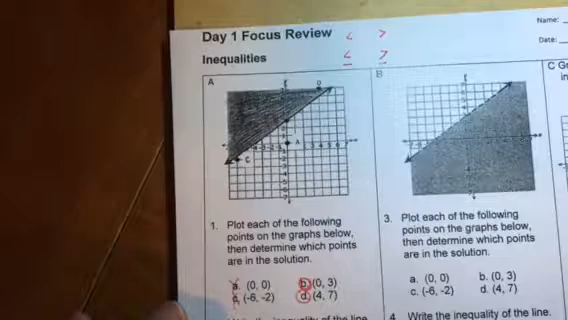 Day 1 Focus Review < >
Inequalities ≤ ≥
Name:
Date:
A
B
C
1. Plot each of the following
points on the graphs below,
then determine which points
are in the solution.
a. (0, 0) b. (0, 3)
c. (-6, -2) d. (4, 7)
3. Plot each of the following
points on the graphs below,
then determine which points
are in the solution.
a. (0, 0) b. (0, 3)
c. (-6, -2) d. (4, 7)
4 Write the inequality of the line.